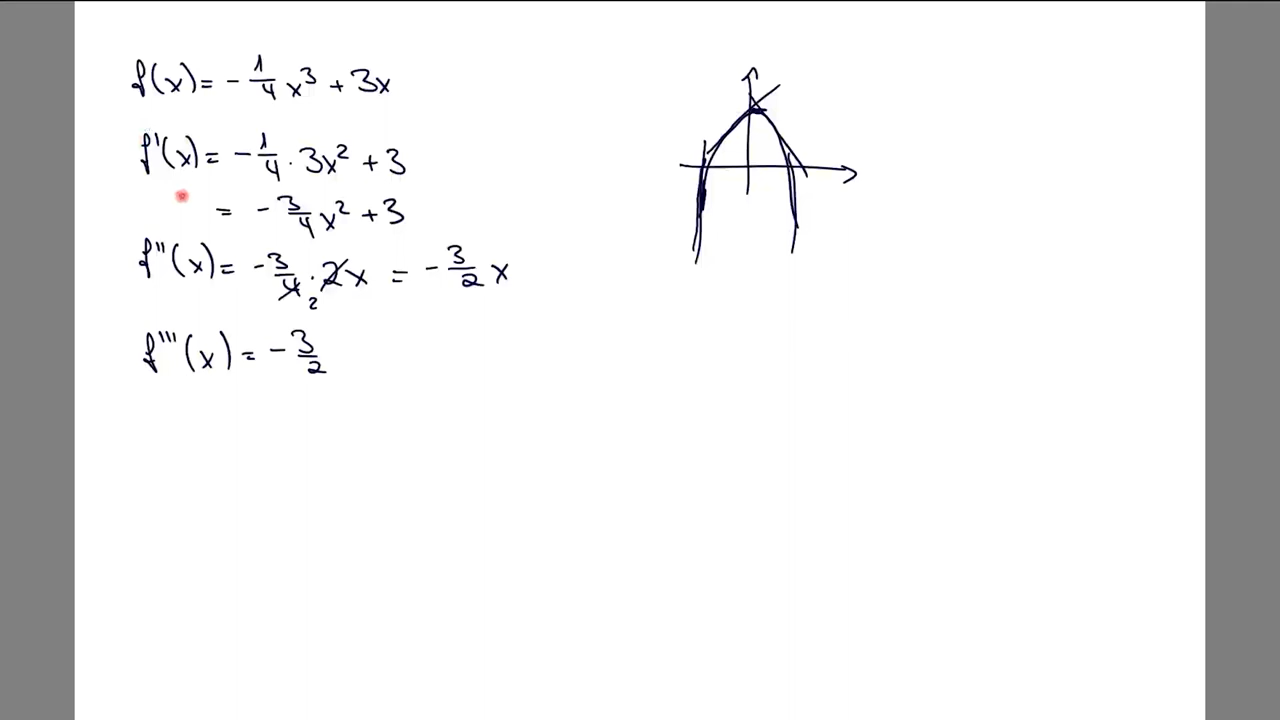 f(x) = - 1/4 x³ + 3x
f'(x) = - 1/4 · 3x² + 3
= - 3/4 x² + 3
f''(x) = - 3/4 · 2x = - 3/2 x
2
f'''(x) = - 3/2